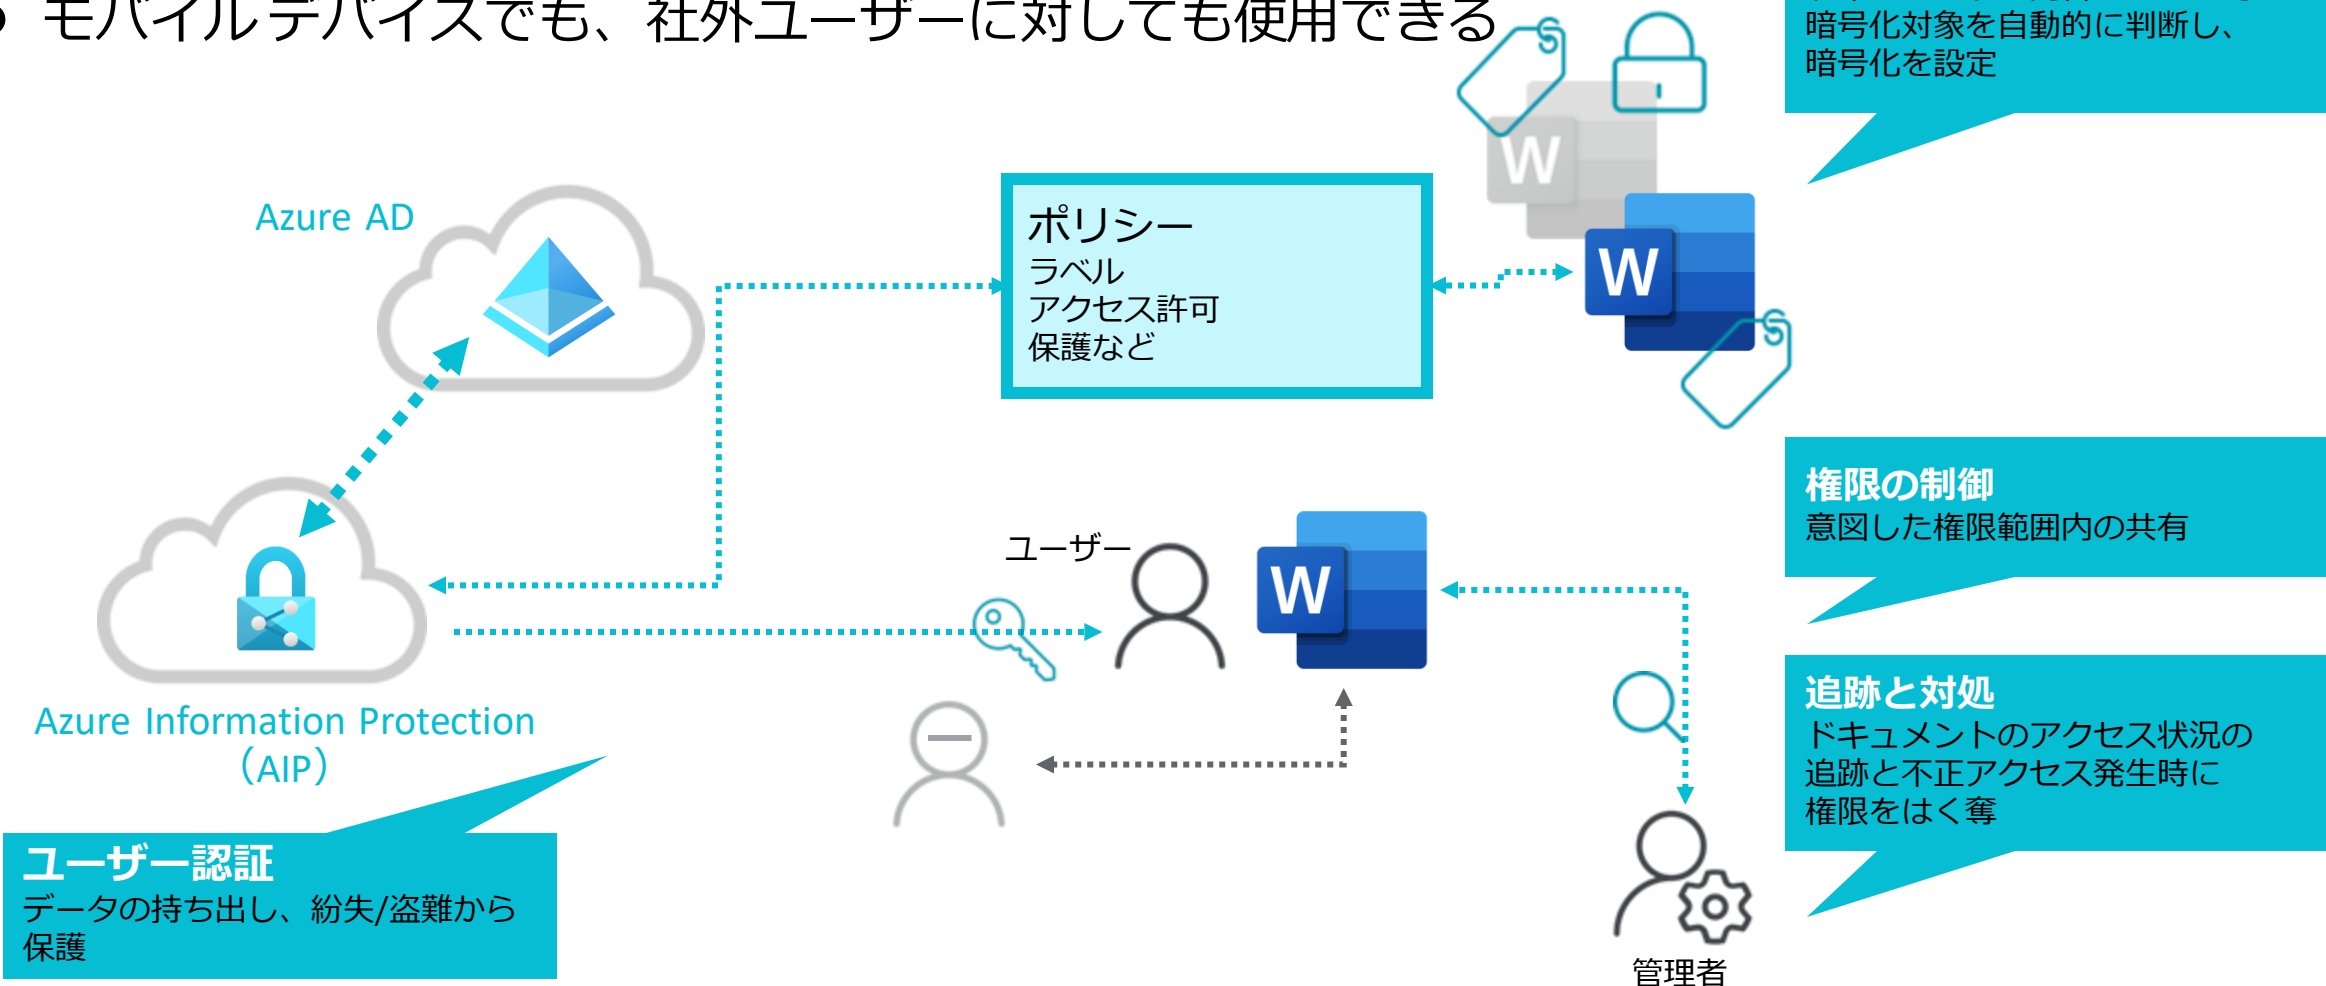 モバイル デバイスでも、社外ユーザーに対しても使用できる
暗号化対象を自動的に判断し、
暗号化を設定
Azure AD
ポリシー
ラベル
アクセス許可
保護など
W
W
権限の制御
意図した権限範囲内の共有
ユーザー
W
追跡と対処
ドキュメントのアクセス状況の
追跡と不正アクセス発生時に
権限をはく奪
Azure Information Protection
（AIP）
ユーザー認証
データの持ち出し、紛失/盗難から
保護
管理者